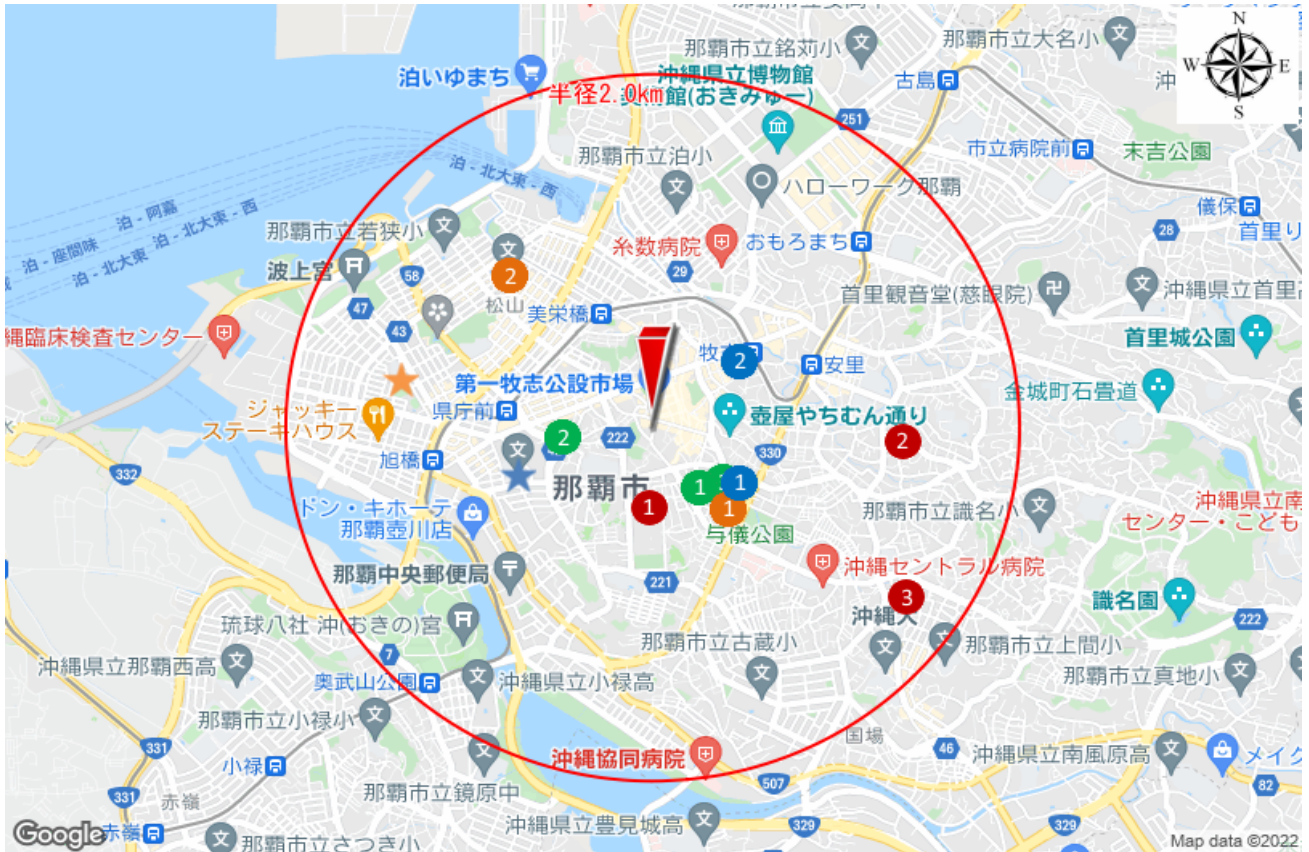 那覇市立銘苅小
那覇市立大名小
N
W
E
S
泊いゆまち
沖縄県立博物館
館(おきみゅー)
半径2.0km
古島
251
那覇市立泊小
ハローワーク那覇
市立病院前
末吉公園
泊 - 北大東 - 西
泊 - 阿嘉
泊 - 北大東 - 西
泊 - 座間味
泊 - 北大東
那覇市立若狭小
糸数病院
おもろまち
28
儀保
首里り
波上宮
58
29
2
松山
47
美栄橋
首里観音堂(慈眼院)
沖縄県立首里高
縄臨床検査センター
43
首里城公園
牧
2
安里
第一牧志公設市場
金城町石畳道
ジャッキー
ステーキハウス
県庁前
壺屋やちむん通り
2
222
2
旭橋
330
332
那覇市
1
1
1
1
ドン・キホーテ
那覇壺川店
与儀公園
那覇市立識名小
沖縄県立南
センター・こども
那覇中央郵便局
221
沖縄セントラル病院
3
識名園
222
沖縄大
琉球八社 沖(おきの)宮
那覇市立古蔵小
那覇市立上間小
沖縄県立那覇西高
7
奥武山公園
沖縄県立小禄高
那覇市立真地小
那覇市立小禄小
331
国場
46
沖縄協同病院
沖縄県立南風原高
メイク
小禄
507
82
331
赤嶺
那覇市立鏡原中
沖縄県立豊見城高
329
329
Google
赤嶺
那覇市立さつき小
Map data ©2022